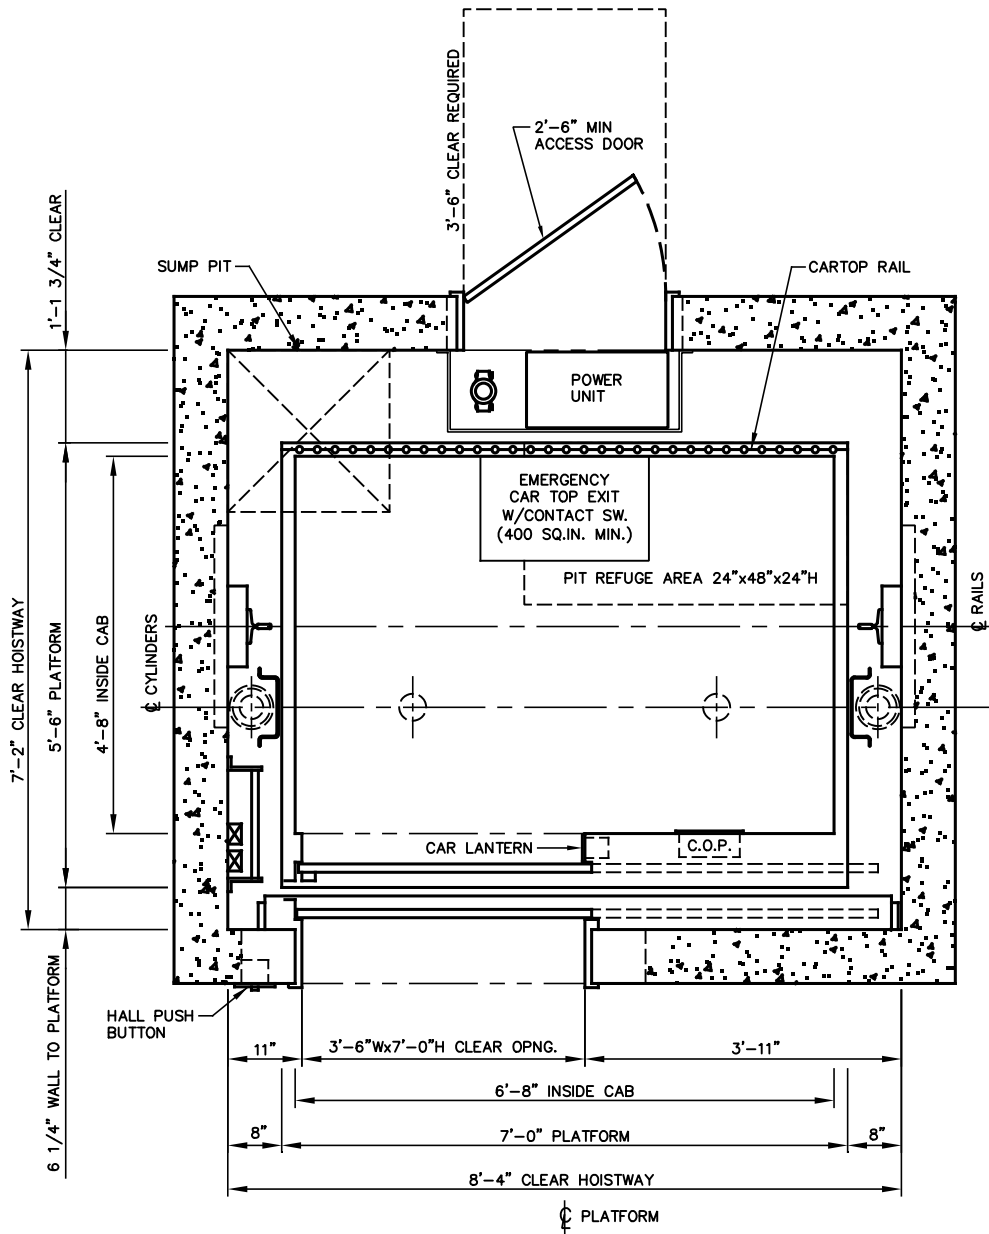 3'-6" CLEAR REQUIRED
2'-6" MIN
ACCESS DOOR
1'-1 3/4" CLEAR
SUMP PIT
CARTOP RAIL
POWER
UNIT
EMERGENCY
CAR TOP EXIT
W/CONTACT SW.
(400 SQ.IN. MIN.)
PIT REFUGE AREA 24"x48"x24"H
7'-2" CLEAR HOISTWAY
5'-6" PLATFORM
4'-8" INSIDE CAB
℄ CYLINDERS
℄ RAILS
CAR LANTERN
C.O.P.
6 1/4" WALL TO PLATFORM
HALL PUSH
BUTTON
11"
3'-6"Wx7'-0"H CLEAR OPNG.
3'-11"
6'-8" INSIDE CAB
8"
7'-0" PLATFORM
8"
8'-4" CLEAR HOISTWAY
℄ PLATFORM